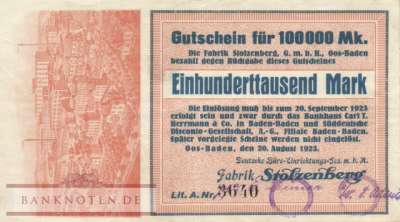 Gutschein für 100000 Mk.
Die Fabrik Stolzenberg, G. m. b. H., Oos-Baden
bezahlt gegen Rückgabe dieses Gutscheines
Einhunderttausend Mark
Die Einlösung muß bis zum 20. September 1923
erfolgt sein und zwar durch das Bankhaus Carl T.
Herrmann & Co. in Baden-Baden und Süddeutsche
Disconto-Gesellschaft, A.-G., Filiale Baden-Baden.
Später vorgelegte Scheine werden nicht eingelöst.
Oos-Baden, den 20. August 1923.
Deutsche Büro-Einrichtungs-Ges. m. b. H.
Fabrik Stolzenberg
Lit. A. Nr. 3640
BANKNOTEN.DE